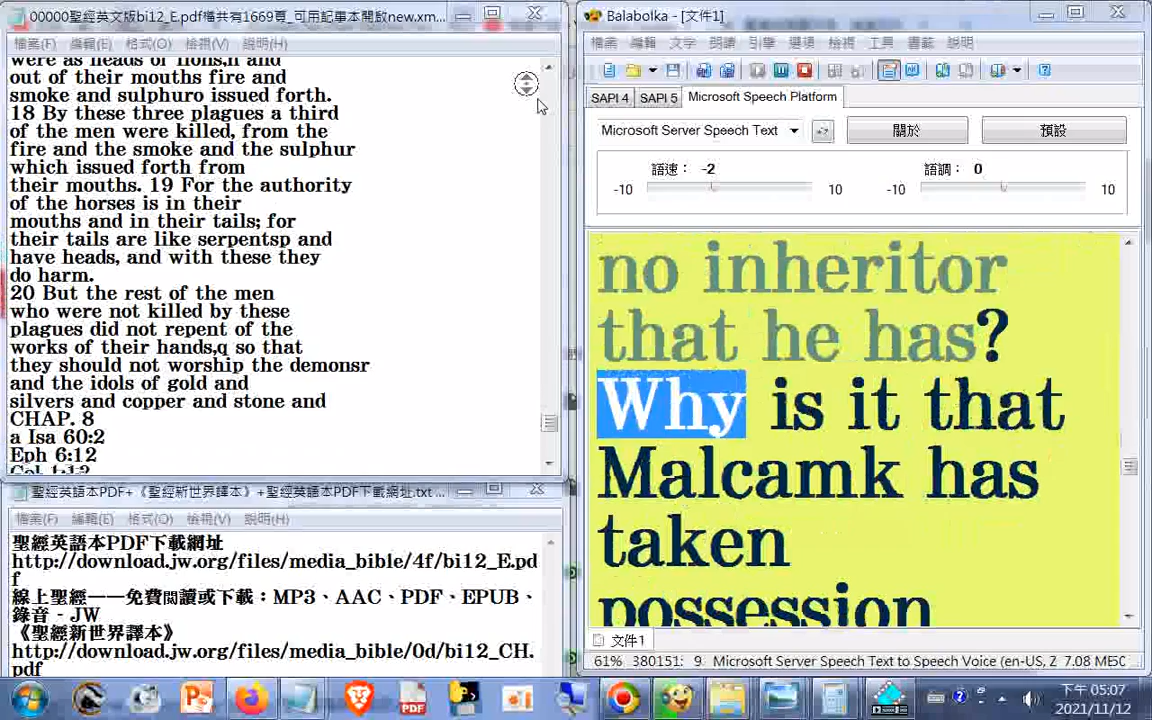 00000聖經英文版bi12_E.pdf檔共有1669頁_可用記事本開啟new.xm...
檔案(F) 編輯(E) 格式(O) 檢視(V) 說明(H)
were as heads of lions,n and
out of their mouths fire and
smoke and sulphuro issued forth.
18 By these three plagues a third
of the men were killed, from the
fire and the smoke and the sulphur
which issued forth from
their mouths. 19 For the authority
of the horses is in their
mouths and in their tails; for
their tails are like serpentsp and
have heads, and with these they
do harm.
20 But the rest of the men
who were not killed by these
plagues did not repent of the
works of their hands,q so that
they should not worship the demonsr
and the idols of gold and
silvers and copper and stone and
CHAP. 8
a Isa 60:2
Eph 6:12
Col 1:13
聖經英語本PDF+《聖經新世界譯本》+聖經英語本PDF下載網址.txt ...
檔案(F) 編輯(E) 格式(O) 檢視(V) 說明(H)
聖經英語本PDF下載網址
http://download.jw.org/files/media_bible/4f/bi12_E.pd
f
線上聖經——免費閱讀或下載：MP3、AAC、PDF、EPUB、
錄音 - JW
《聖經新世界譯本》
http://download.jw.org/files/media_bible/0d/bi12_CH.
pdf
Balabolka - [文件1]
檔案 編輯 文字 朗讀 引擎 選項 檢視 工具 書籤 說明
SAPI 4 SAPI 5 Microsoft Speech Platform
Microsoft Server Speech Text 關於 預設
語速： -2 語調： 0
-10 10 -10 10
no inheritor
that he has?
Why is it that
Malcamk has
taken
possession
文件1
61% 380151: 9 Microsoft Server Speech Text to Speech Voice (en-US, Z 7.08 ME
下午 05:07
2021/11/12